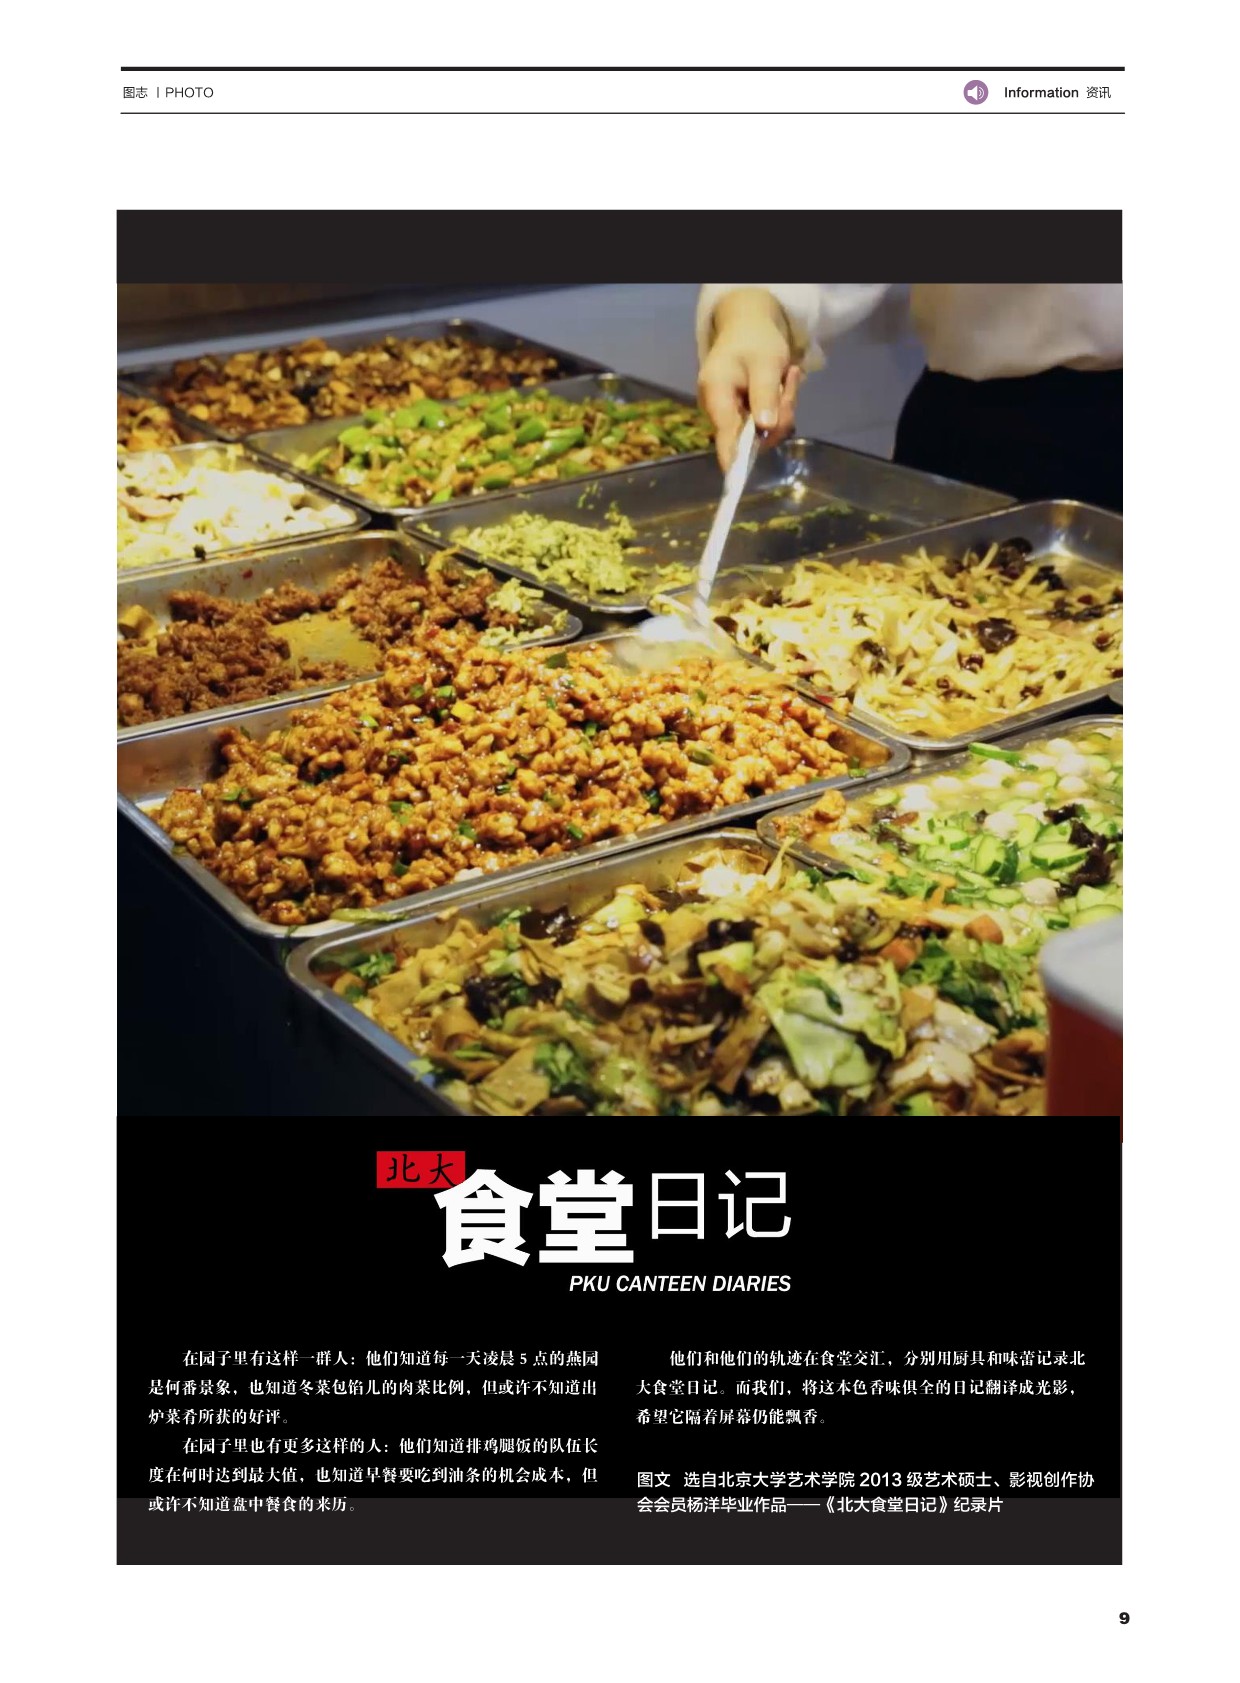 图志 | PHOTO
Information 资讯
北大
食堂日记
PKU CANTEEN DIARIES
在园子里有这样一群人：他们知道每一天凌晨 5 点的燕园
是何番景象，也知道冬菜包馅儿的肉菜比例，但或许不知道出
炉菜肴所获的好评。
在园子里也有更多这样的人：他们知道排鸡腿饭的队伍长
度在何时达到最大值，也知道早餐要吃到油条的机会成本，但
或许不知道盘中餐食的来历。
他们和他们的轨迹在食堂交汇，分别用厨具和味蕾记录北
大食堂日记。而我们，将这本色香味俱全的日记翻译成光影，
希望它隔着屏幕仍能飘香。
图文 选自北京大学艺术学院 2013 级艺术硕士、影视创作协
会会员杨洋毕业作品——《北大食堂日记》纪录片
9